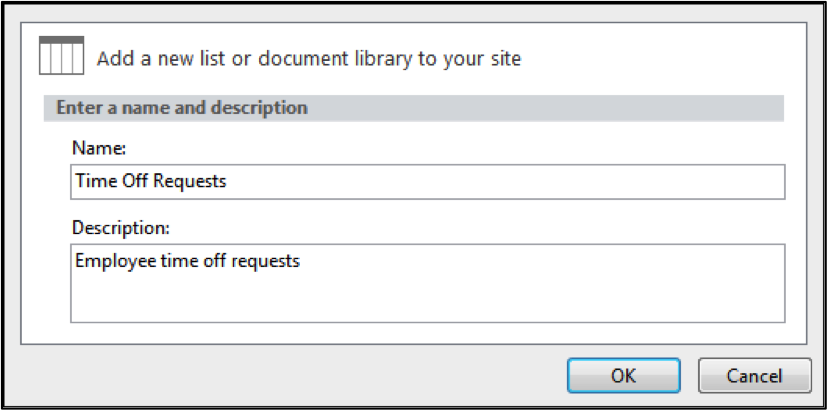 Add a new list or document library to your site
Enter a name and description
Name:
Time Off Requests
Description:
Employee time off requests
OK
Cancel